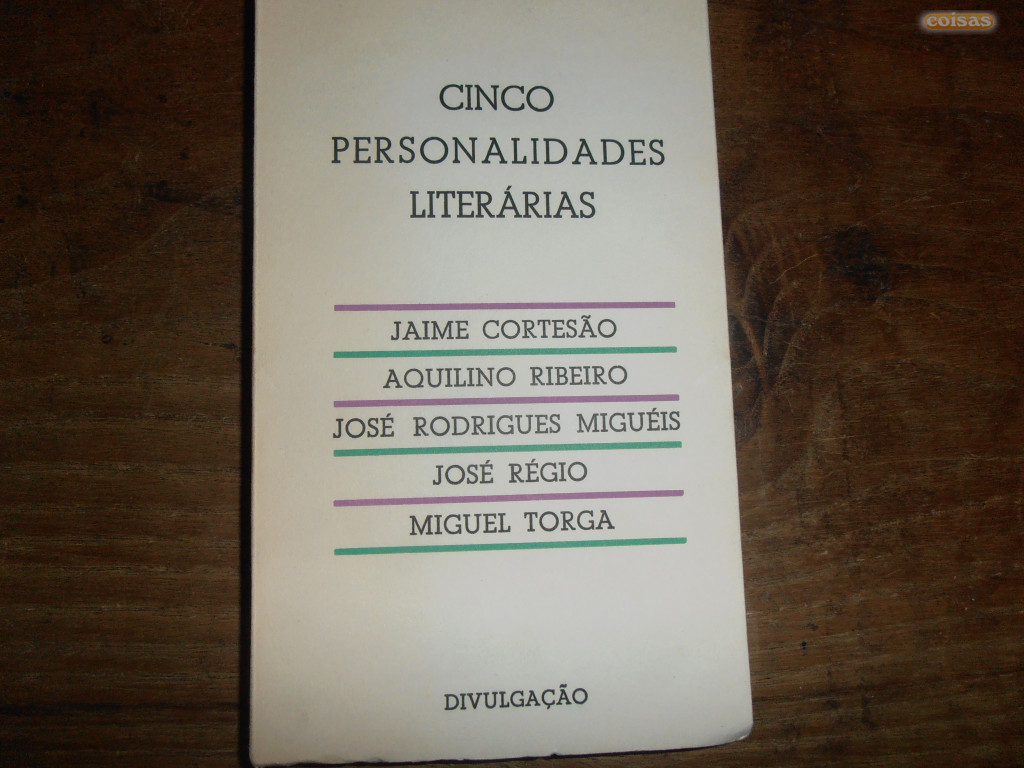 coisas
CINCO
PERSONALIDADES
LITERÁRIAS
JAIME CORTESÃO
AQUILINO RIBEIRO
JOSÉ RODRIGUES MIGUÉIS
JOSÉ RÉGIO
MIGUEL TORGA
DIVULGAÇÃO